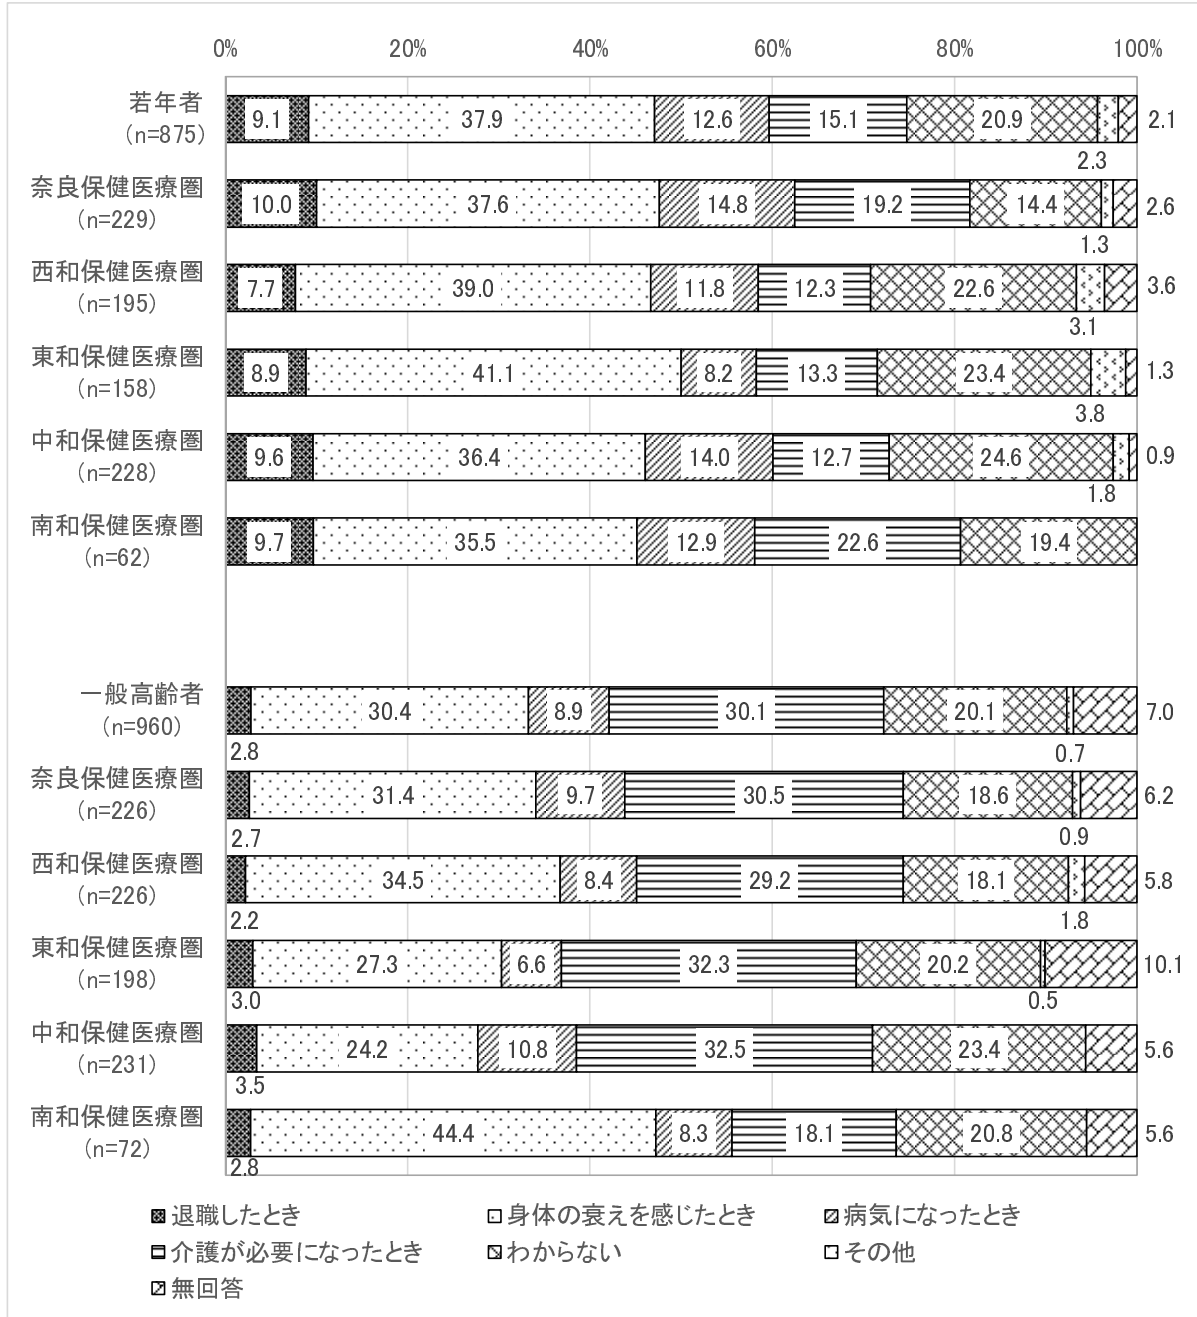 0% 20% 40% 60% 80% 100%
若年者
(n=875)
9.1 37.9 12.6 15.1 20.9 2.1
2.3
奈良保健医療圏
(n=229)
10.0 37.6 14.8 19.2 14.4 2.6
1.3
西和保健医療圏
(n=195)
7.7 39.0 11.8 12.3 22.6 3.6
3.1
東和保健医療圏
(n=158)
8.9 41.1 8.2 13.3 23.4 1.3
3.8
中和保健医療圏
(n=228)
9.6 36.4 14.0 12.7 24.6 0.9
1.8
南和保健医療圏
(n=62)
9.7 35.5 12.9 22.6 19.4
一般高齢者
(n=960)
30.4 8.9 30.1 20.1 7.0
2.8 0.7
奈良保健医療圏
(n=226)
31.4 9.7 30.5 18.6 6.2
2.7 0.9
西和保健医療圏
(n=226)
34.5 8.4 29.2 18.1 5.8
2.2 1.8
東和保健医療圏
(n=198)
27.3 6.6 32.3 20.2 10.1
3.0 0.5
中和保健医療圏
(n=231)
24.2 10.8 32.5 23.4 5.6
3.5
南和保健医療圏
(n=72)
44.4 8.3 18.1 20.8 5.6
2.8
退職したとき 身体の衰えを感じたとき 病気になったとき
介護が必要になったとき わからない その他
無回答